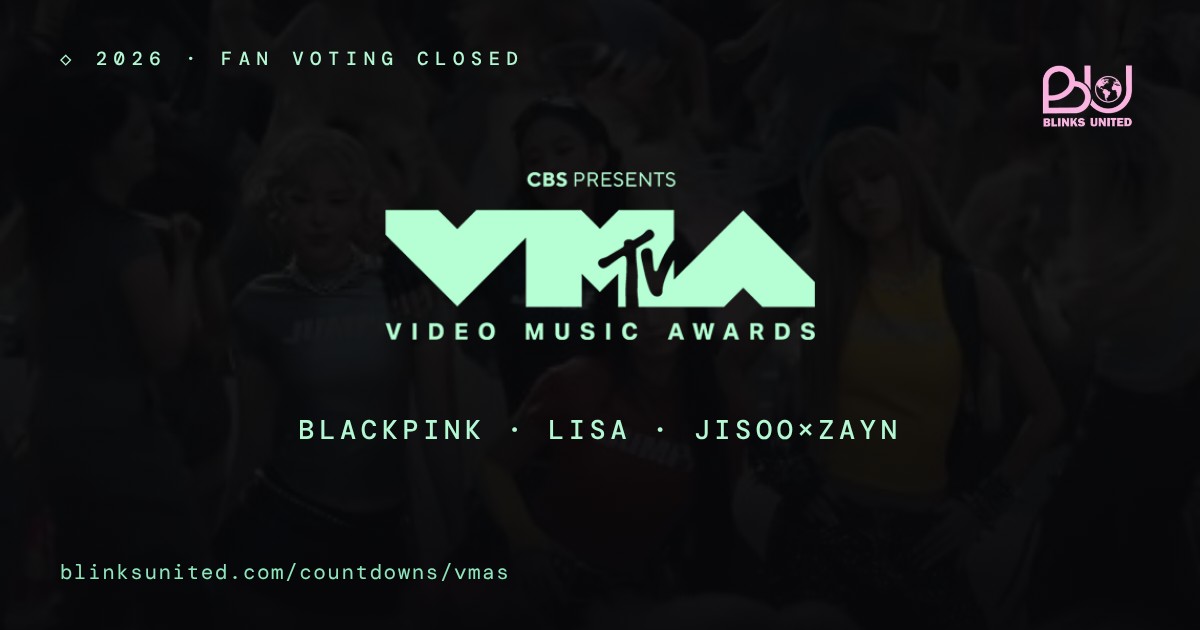 ◇ 2026 · FAN VOTING CLOSED
BLINKS UNITED
CBS PRESENTS
VMA
MTV
VIDEO MUSIC AWARDS
BLACKPINK · LISA · JISOO×ZAYN
blinksunited.com/countdowns/vmas